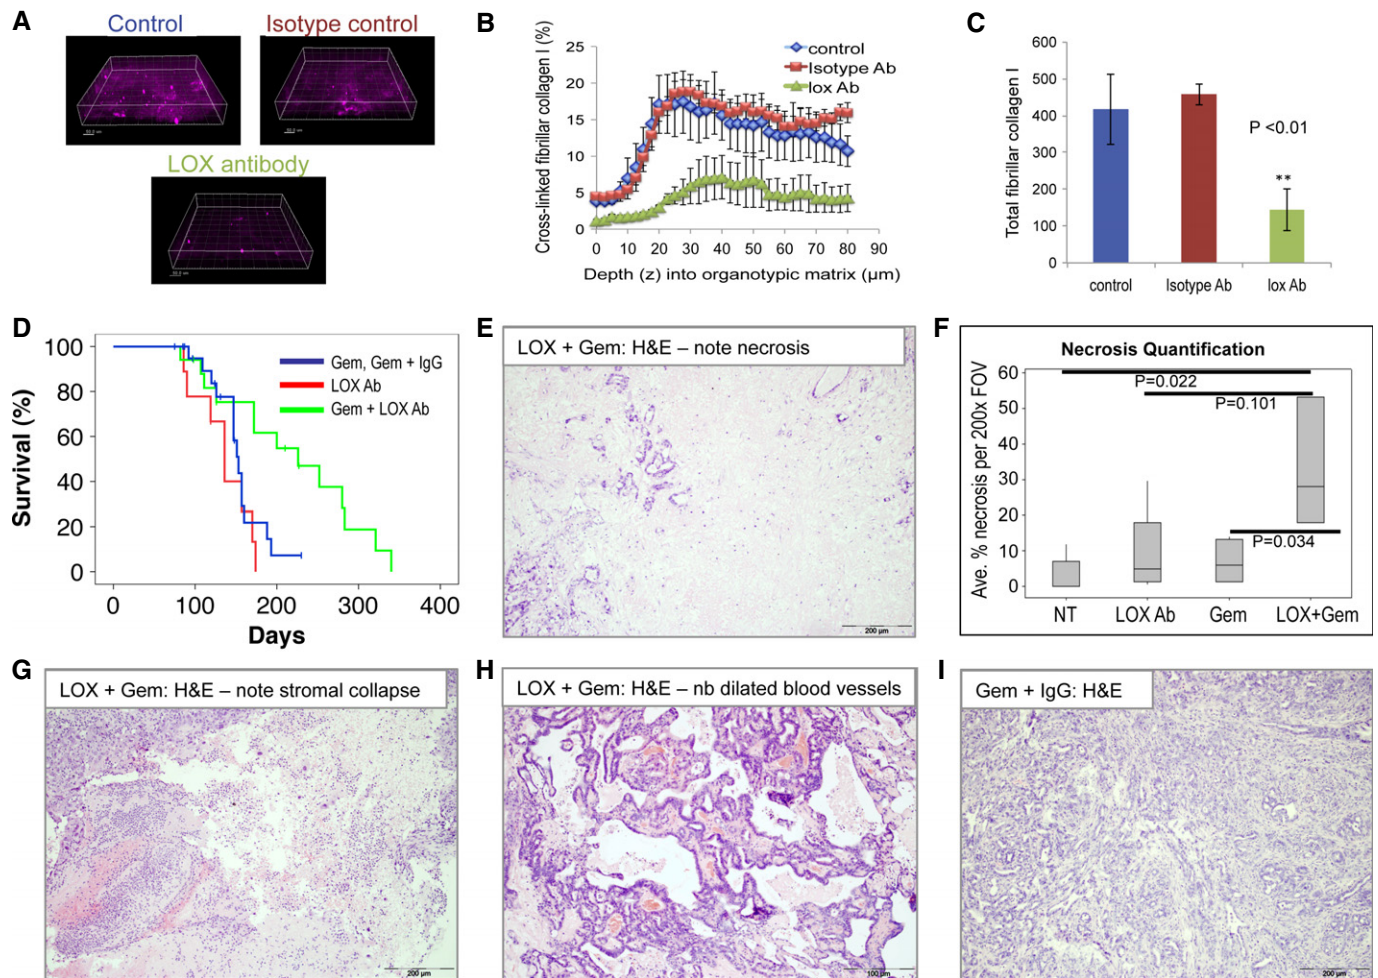 A
Control
Isotype control
LOX antibody
B
Cross-linked fibrillar collagen I (%)
25
20
15
10
5
0
0 10 20 30 40 50 60 70 80 90
Depth (z) into organotypic matrix (µm)
control
Isotype Ab
lox Ab
C
Total fibrillar collagen I
600
500
400
300
200
100
0
P <0.01
**
control Isotype Ab lox Ab
D
Survival (%)
100
80
60
40
20
0
0 100 200 300 400
Days
Gem, Gem + IgG
LOX Ab
Gem + LOX Ab
E
LOX + Gem: H&E – note necrosis
200 µm
F
Necrosis Quantification
Ave. % necrosis per 200x FOV
60
50
40
30
20
10
0
P=0.022
P=0.101
P=0.034
NT LOX Ab Gem LOX+Gem
G
LOX + Gem: H&E – note stromal collapse
200 µm
H
LOX + Gem: H&E – nb dilated blood vessels
100 µm
I
Gem + IgG: H&E
200 µm